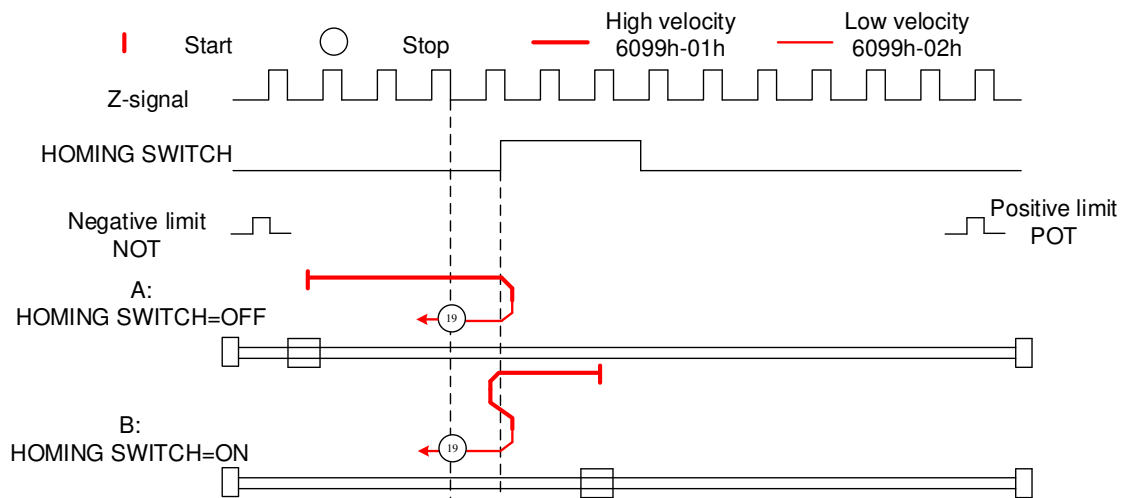 Start
Stop
High velocity
6099h-01h
Low velocity
6099h-02h
Z-signal
HOMING SWITCH
Negative limit
NOT
Positive limit
POT
A:
HOMING SWITCH=OFF
19
B:
HOMING SWITCH=ON
19